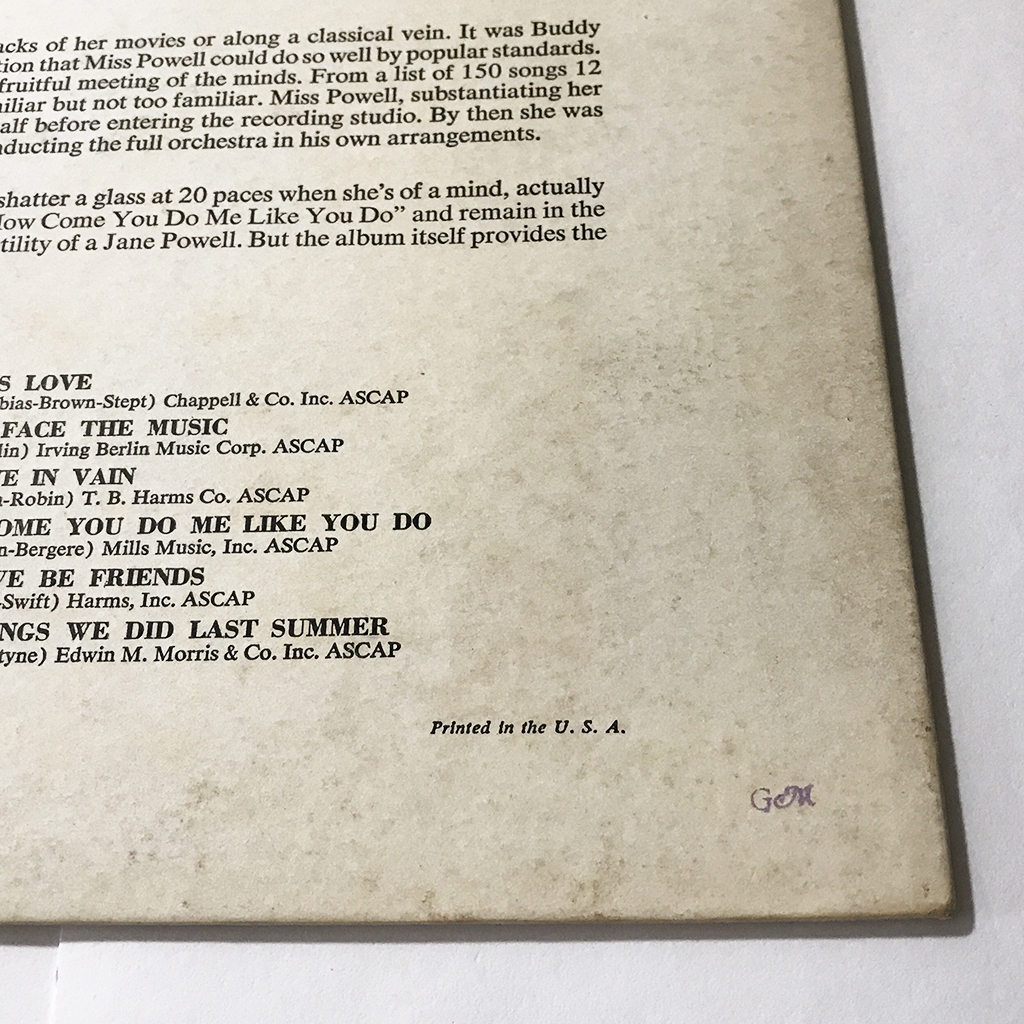 acks of her movies or along a classical vein. It was Buddy
tion that Miss Powell could do so well by popular standards.
fruitful meeting of the minds. From a list of 150 songs 12
iliar but not too familiar. Miss Powell, substantiating her
alf before entering the recording studio. By then she was
ducting the full orchestra in his own arrangements.
shatter a glass at 20 paces when she's of a mind, actually
How Come You Do Me Like You Do” and remain in the
tility of a Jane Powell. But the album itself provides the
S LOVE
bias-Brown-Stept) Chappell & Co. Inc. ASCAP
FACE THE MUSIC
lin) Irving Berlin Music Corp. ASCAP
E IN VAIN
-Robin) T. B. Harms Co. ASCAP
OME YOU DO ME LIKE YOU DO
n-Bergere) Mills Music, Inc. ASCAP
VE BE FRIENDS
-Swift) Harms, Inc. ASCAP
NGS WE DID LAST SUMMER
tyne) Edwin M. Morris & Co. Inc. ASCAP
Printed in the U. S. A.